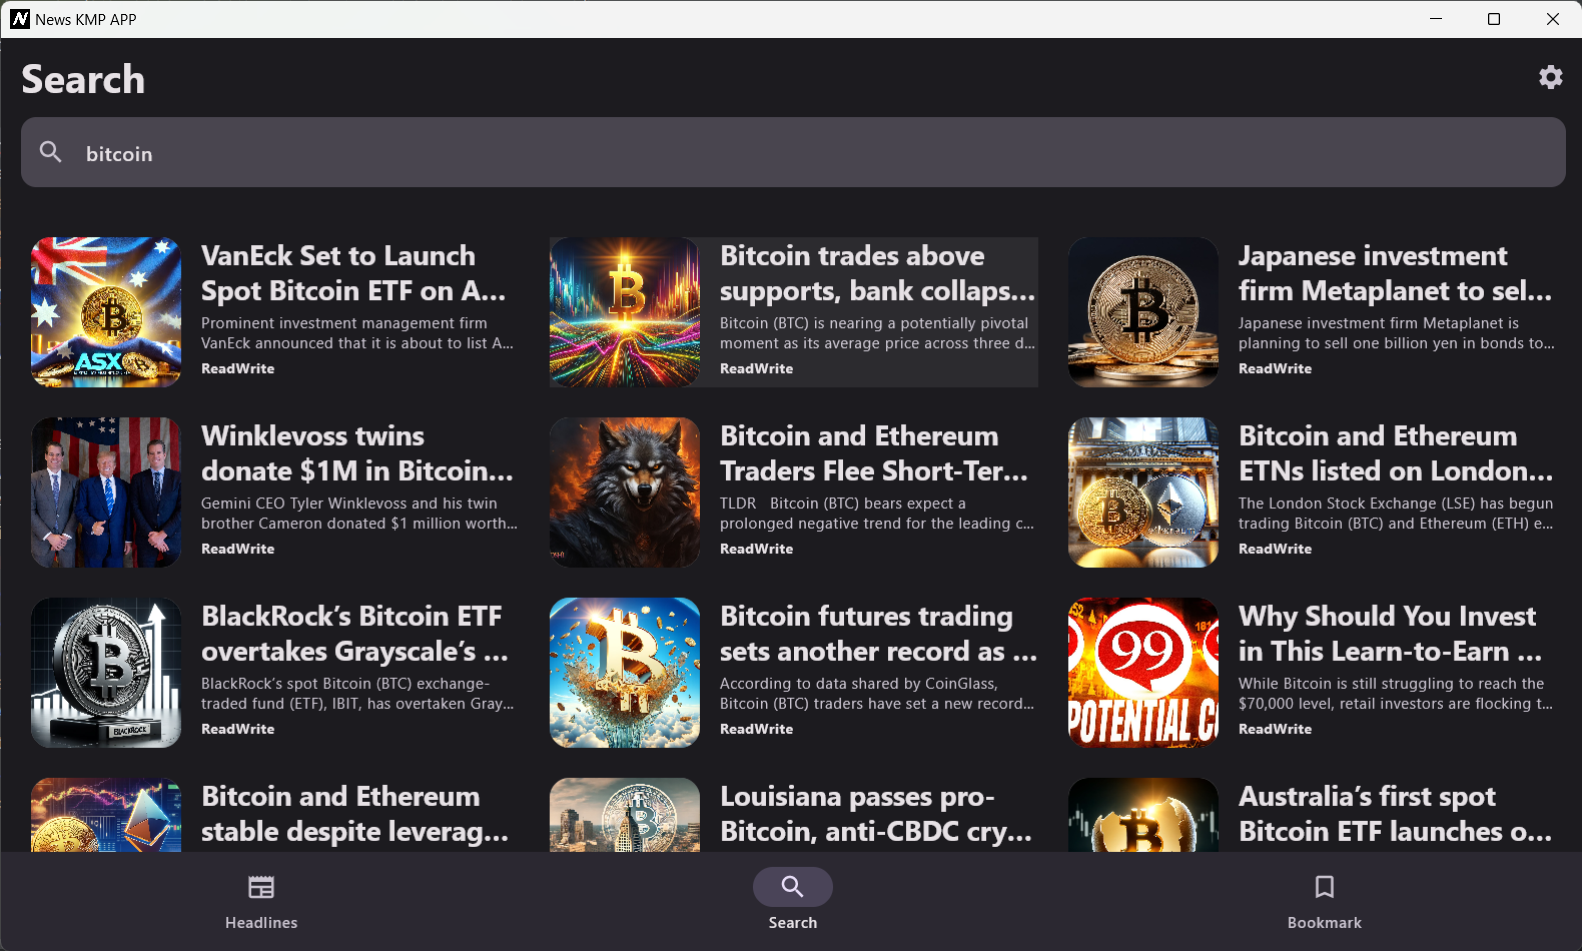 News KMP APP
Search
bitcoin
VanEck Set to Launch
Spot Bitcoin ETF on A...
Prominent investment management firm
VanEck announced that it is about to list A...
ReadWrite
ASX
Bitcoin trades above
supports, bank collaps...
Bitcoin (BTC) is nearing a potentially pivotal
moment as its average price across three d...
ReadWrite
Japanese investment
firm Metaplanet to sel...
Japanese investment firm Metaplanet is
planning to sell one billion yen in bonds to...
ReadWrite
Winklevoss twins
donate $1M in Bitcoin...
Gemini CEO Tyler Winklevoss and his twin
brother Cameron donated $1 million worth...
ReadWrite
Bitcoin and Ethereum
Traders Flee Short-Ter...
TLDR Bitcoin (BTC) bears expect a
prolonged negative trend for the leading c...
ReadWrite
Bitcoin and Ethereum
ETNs listed on London...
The London Stock Exchange (LSE) has begun
trading Bitcoin (BTC) and Ethereum (ETH) e...
ReadWrite
BlackRock’s Bitcoin ETF
overtakes Grayscale’s ...
BlackRock’s spot Bitcoin (BTC) exchange-
traded fund (ETF), IBIT, has overtaken Gray...
ReadWrite
BLACKROCK
Bitcoin futures trading
sets another record as ...
According to data shared by CoinGlass,
Bitcoin (BTC) traders have set a new record...
ReadWrite
99
POTENTIAL C
Why Should You Invest
in This Learn-to-Earn ...
While Bitcoin is still struggling to reach the
$70,000 level, retail investors are flocking t...
ReadWrite
Bitcoin and Ethereum
stable despite leverag...
Louisiana passes pro-
Bitcoin, anti-CBDC cry...
Australia’s first spot
Bitcoin ETF launches o...
Headlines
Search
Bookmark